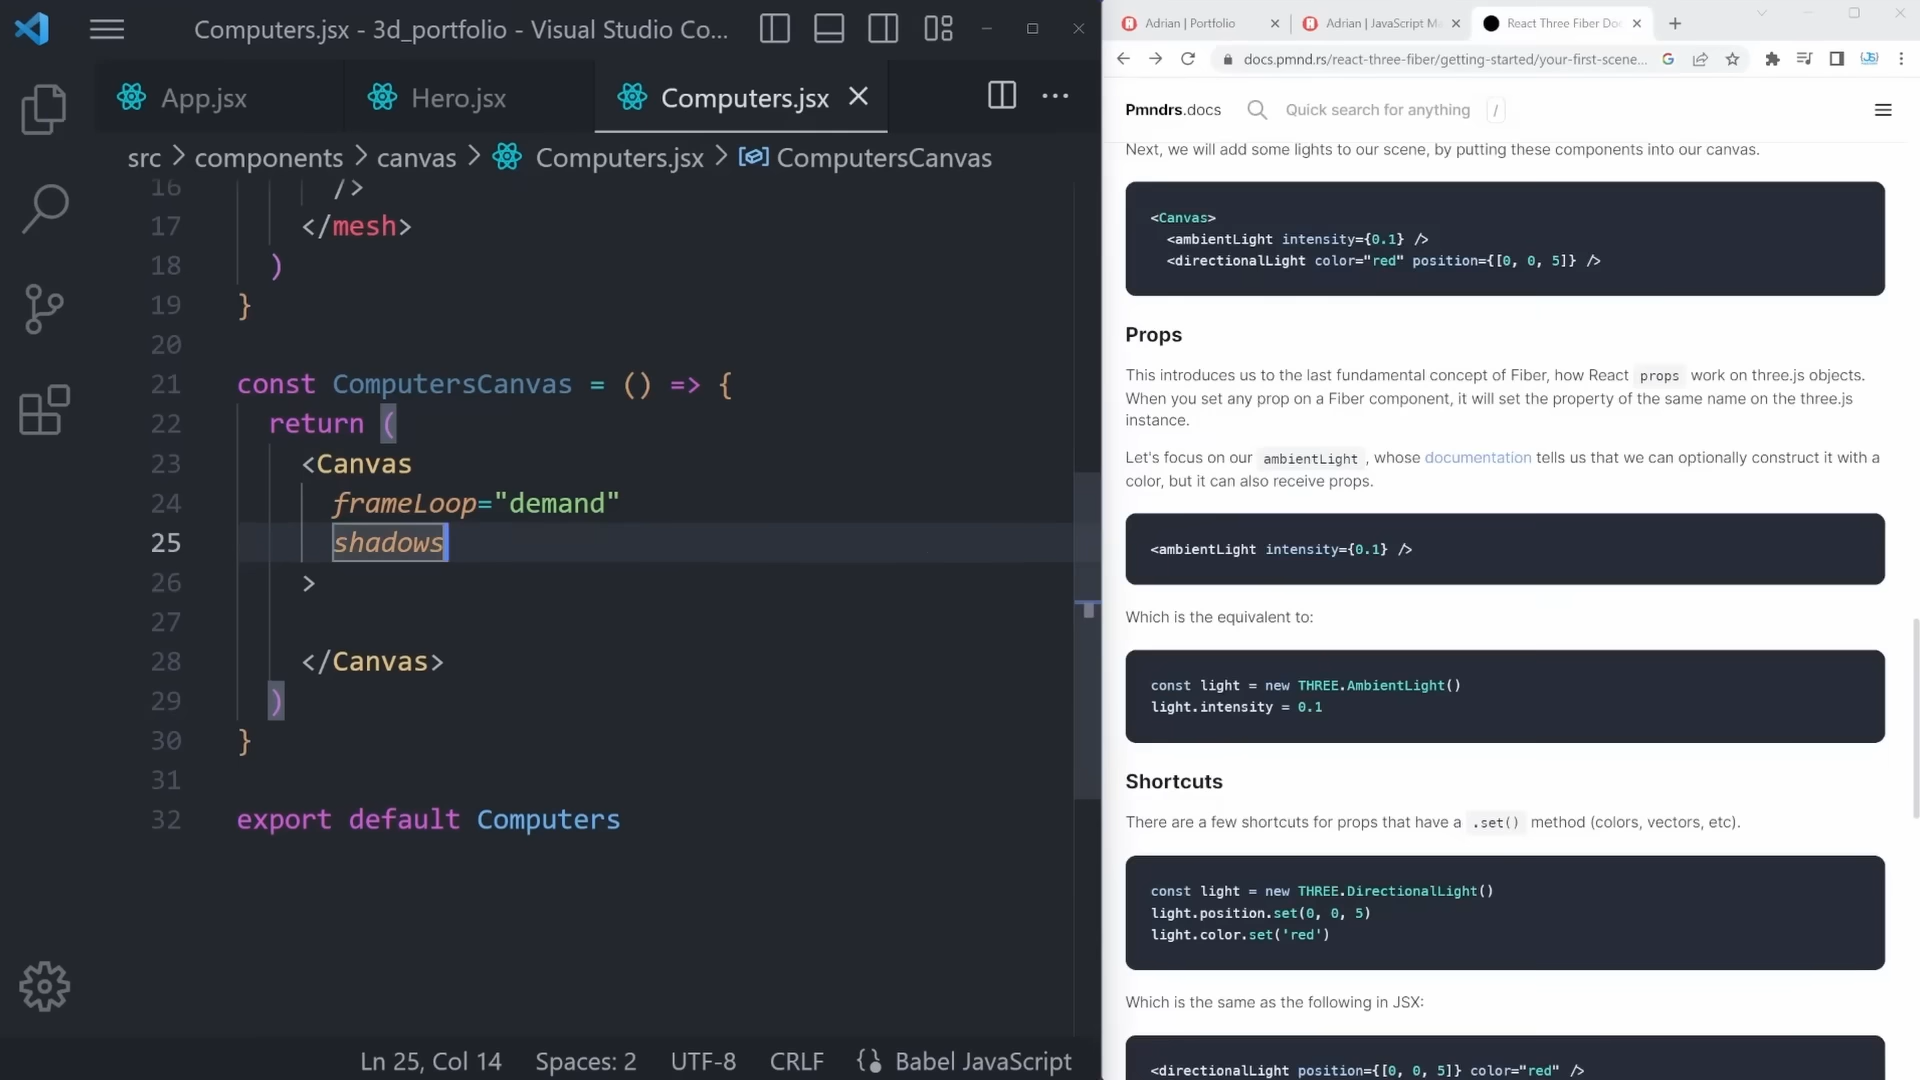 Computers.jsx - 3d_portfolio - Visual Studio Co...
App.jsx
Hero.jsx
Computers.jsx
src > components > canvas > Computers.jsx > ComputersCanvas
16 />
17 </mesh>
18 )
19 }
20
21 const ComputersCanvas = () => {
22 return (
23 <Canvas
24 frameLoop="demand"
25 shadows
26 >
27
28 </Canvas>
29 )
30 }
31
32 export default Computers
Ln 25, Col 14 Spaces: 2 UTF-8 CRLF Babel JavaScript
Adrian | Portfolio
Adrian | JavaScript M
React Three Fiber Doc
docs.pmnd.rs/react-three-fiber/getting-started/your-first-scene...
Pmndrs.docs
Quick search for anything /
Next, we will add some lights to our scene, by putting these components into our canvas.
<Canvas>
<ambientLight intensity={0.1} />
<directionalLight color="red" position={[0, 0, 5]} />
Props
This introduces us to the last fundamental concept of Fiber, how React props work on three.js objects.
When you set any prop on a Fiber component, it will set the property of the same name on the three.js
instance.
Let's focus on our ambientLight , whose documentation tells us that we can optionally construct it with a
color, but it can also receive props.
<ambientLight intensity={0.1} />
Which is the equivalent to:
const light = new THREE.AmbientLight()
light.intensity = 0.1
Shortcuts
There are a few shortcuts for props that have a .set() method (colors, vectors, etc).
const light = new THREE.DirectionalLight()
light.position.set(0, 0, 5)
light.color.set('red')
Which is the same as the following in JSX:
<directionalLight position={[0, 0, 5]} color="red" />